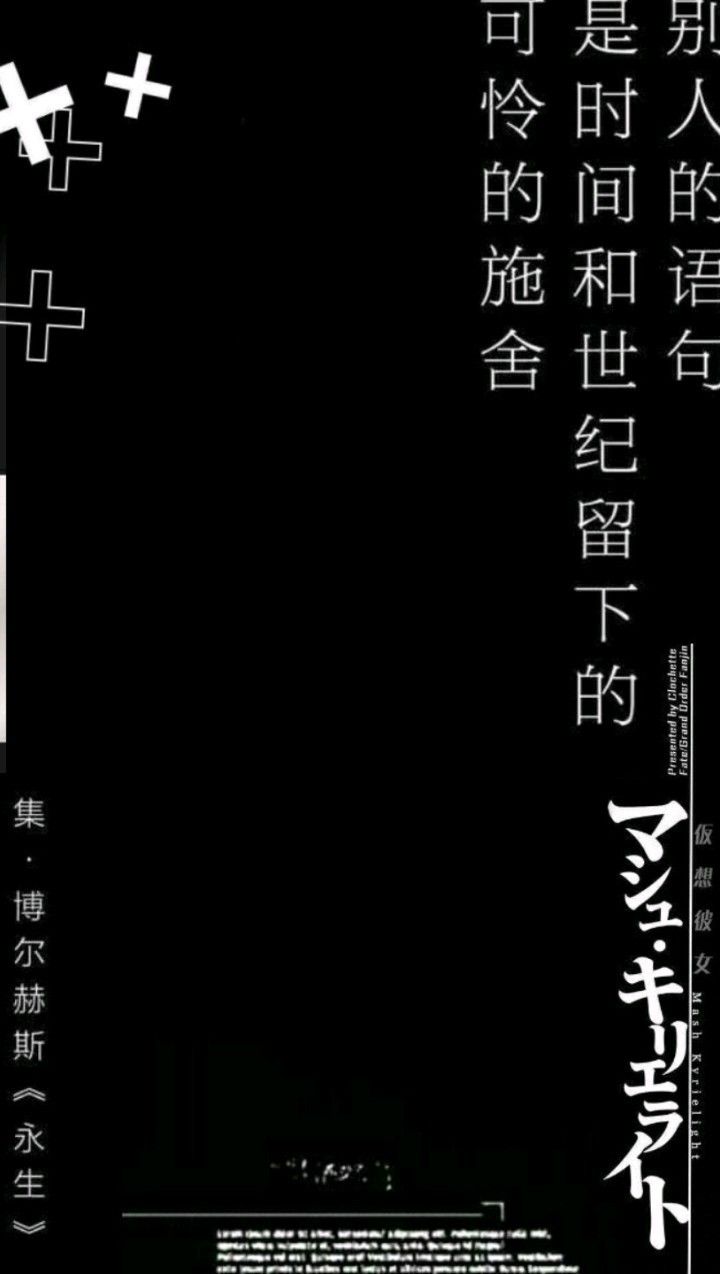 别人的语句
是时间和世纪留下的
可怜的施舍
Presented by Clochette
Fate/Grand Order Fanjin
仮想彼女
Mash Kyrielight
マシュ・キリエライト
集·博尔赫斯《永生》